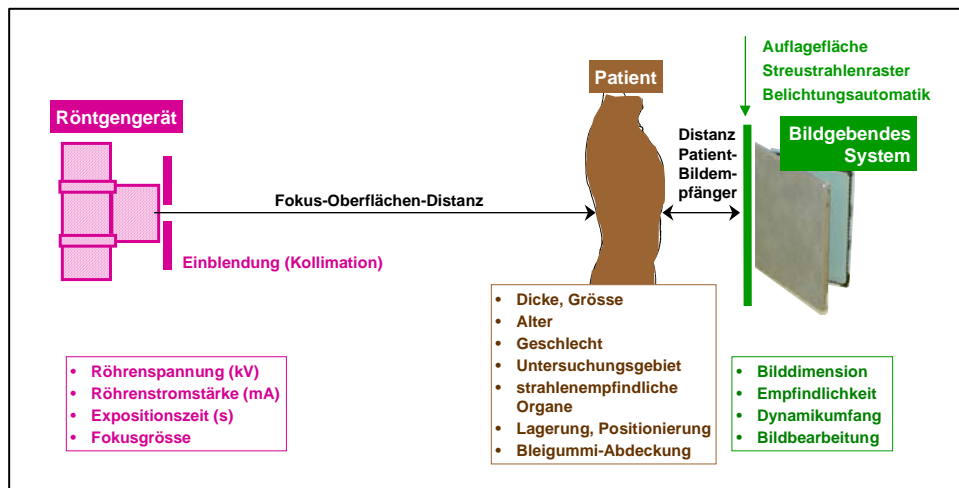 Röntgengerät
Fokus-Oberflächen-Distanz
Einblendung (Kollimation)
• Röhrenspannung (kV)
• Röhrenstromstärke (mA)
• Expositionszeit (s)
• Fokusgrösse
Patient
• Dicke, Grösse
• Alter
• Geschlecht
• Untersuchungsgebiet
• strahlenempfindliche
Organe
• Lagerung, Positionierung
• Bleigummi-Abdeckung
Distanz
Patient-
Bildem-
pfänger
Auflagefläche
Streustrahlenraster
Belichtungsautomatik
Bildgebendes
System
• Bilddimension
• Empfindlichkeit
• Dynamikumfang
• Bildbearbeitung